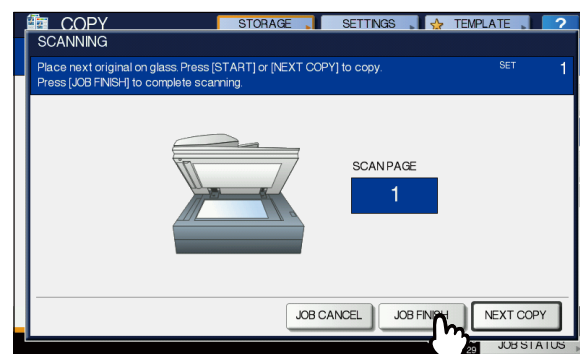 COPY STORAGE SETTINGS TEMPLATE ?
SCANNING
Place next original on glass. Press [START] or [NEXT COPY] to copy. SET 1
Press [JOB FINISH] to complete scanning.
SCAN PAGE
1
JOB CANCEL JOB FINISH NEXT COPY
29 JOB STATUS